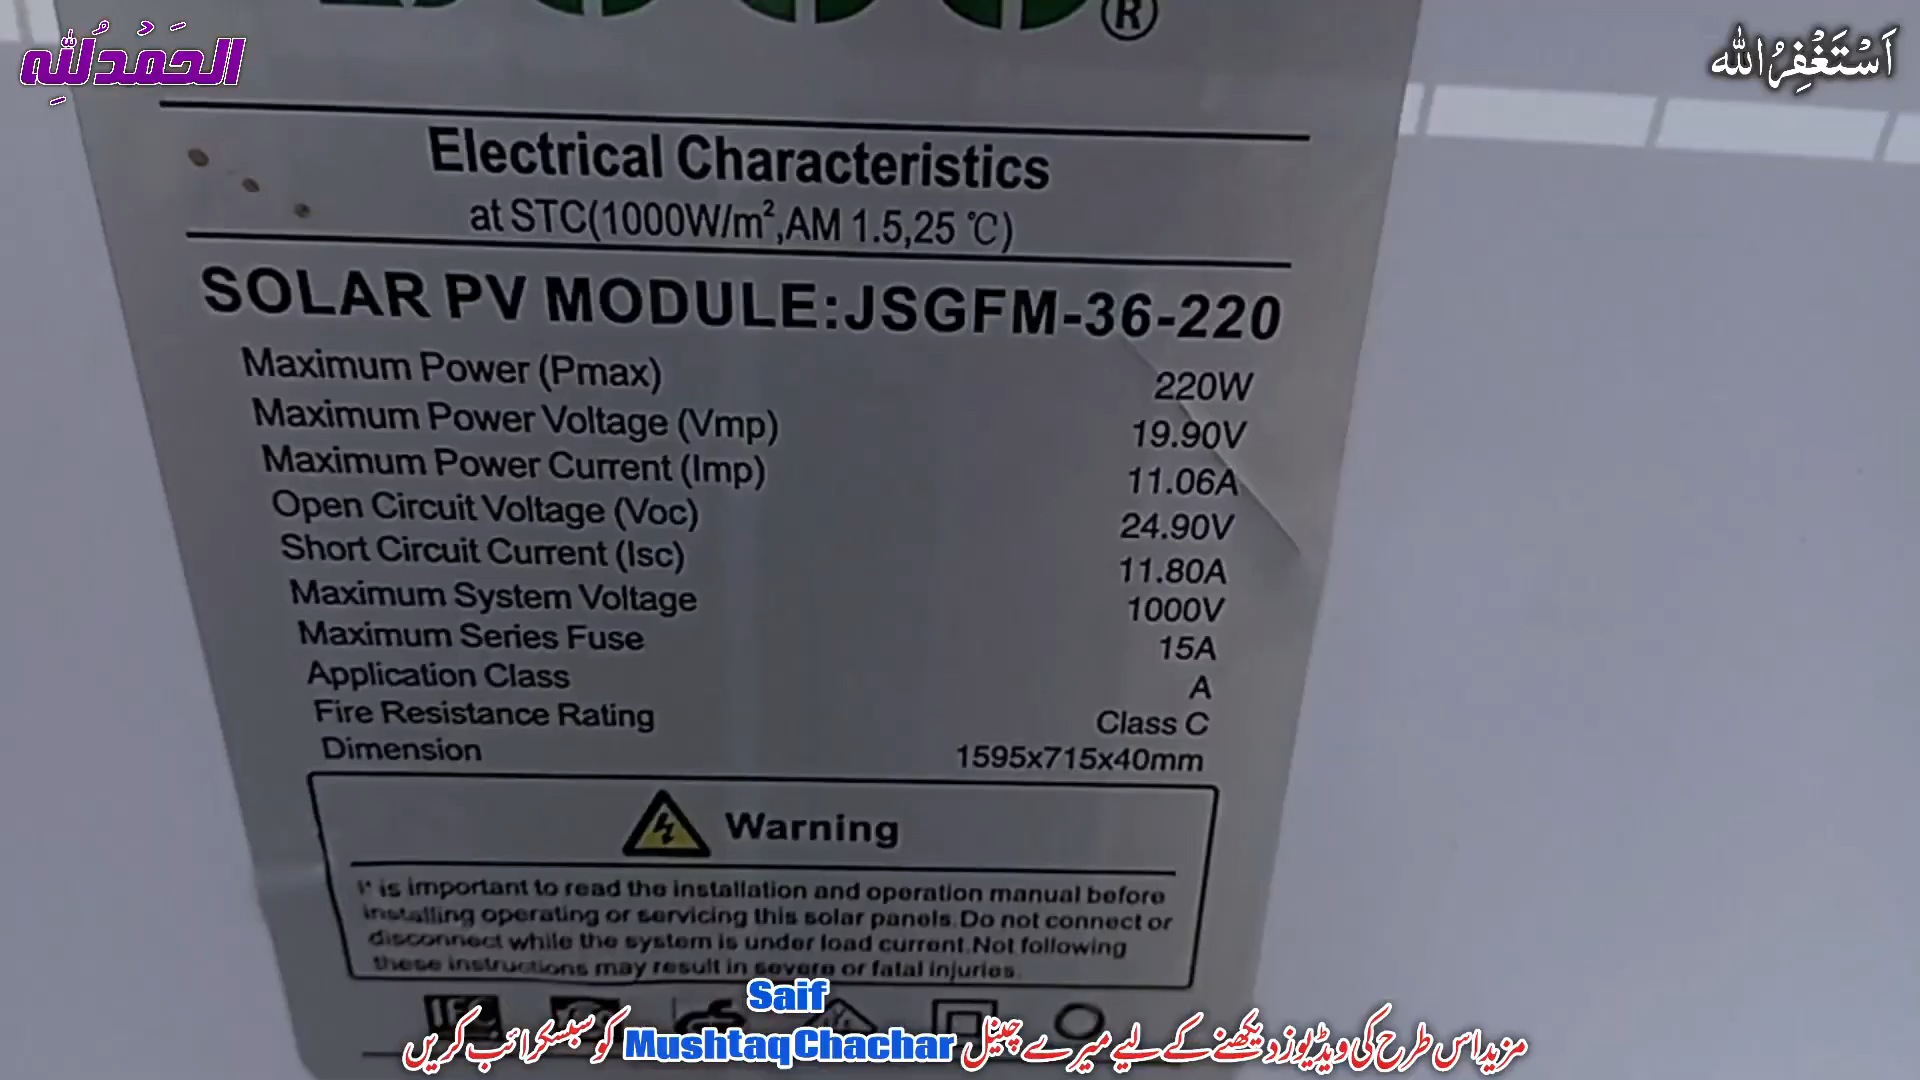 اَلحَمْدُلِلّٰهِ
اَسْتَغْفِرُاللّٰه
®
Electrical Characteristics
at STC(1000W/m²,AM 1.5,25 ℃)
SOLAR PV MODULE:JSGFM-36-220
Maximum Power (Pmax) 220W
Maximum Power Voltage (Vmp) 19.90V
Maximum Power Current (Imp) 11.06A
Open Circuit Voltage (Voc) 24.90V
Short Circuit Current (Isc) 11.80A
Maximum System Voltage 1000V
Maximum Series Fuse 15A
Application Class A
Fire Resistance Rating Class C
Dimension 1595x715x40mm
Warning
It is important to read the installation and operation manual before
installing operating or servicing this solar panels.Do not connect or
disconnect while the system is under load current.Not following
these instructions may result in severe or fatal injuries.
IEC
Saif
مزید اس طرح کی ویڈیوز دیکھنے کے لیے میرے چینل Mushtaq Chachar کو سبسکرائب کریں